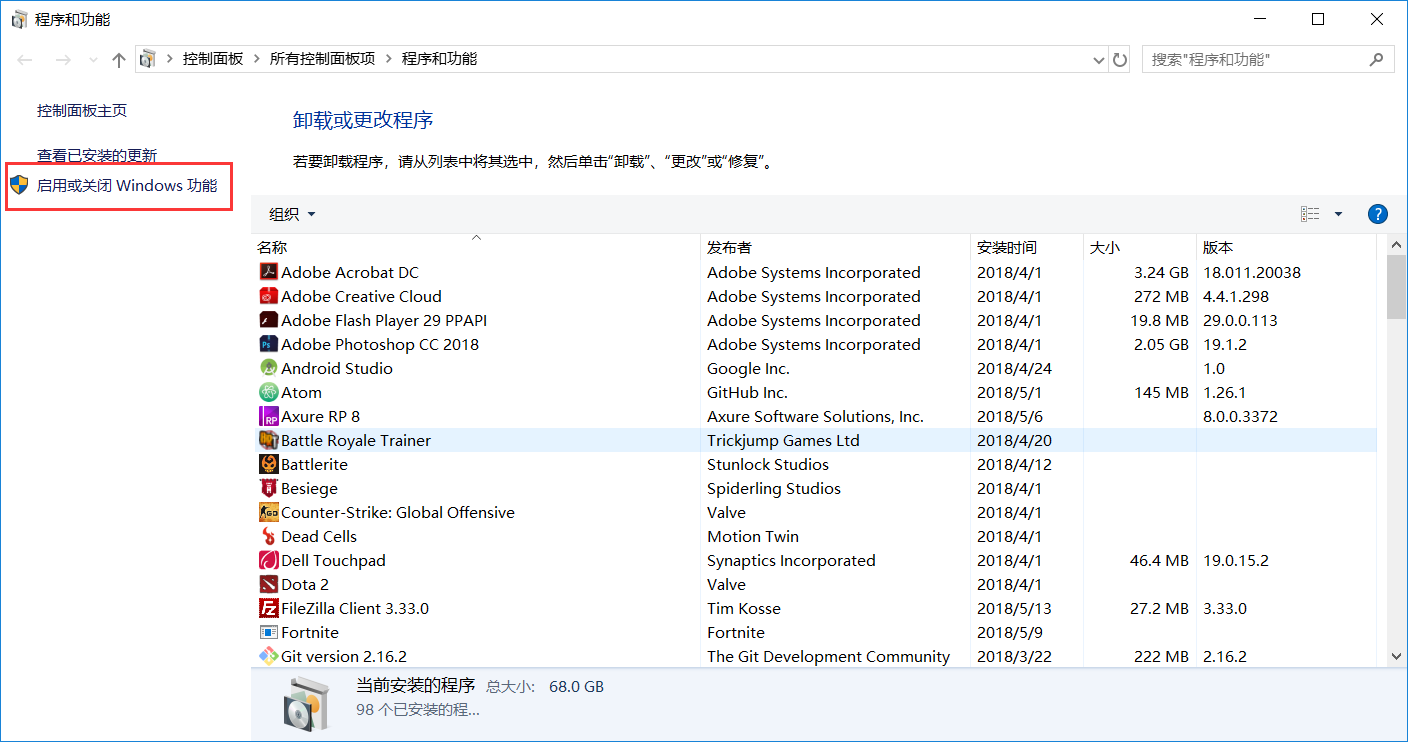 程序和功能
控制面板 > 所有控制面板项 > 程序和功能
搜索"程序和功能"
控制面板主页
查看已安装的更新
启用或关闭 Windows 功能
卸载或更改程序
若要卸载程序，请从列表中将其选中，然后单击“卸载”、“更改”或“修复”。
组织
?
名称 发布者 安装时间 大小 版本
Adobe Acrobat DC Adobe Systems Incorporated 2018/4/1 3.24 GB 18.011.20038
Adobe Creative Cloud Adobe Systems Incorporated 2018/4/1 272 MB 4.4.1.298
Adobe Flash Player 29 PPAPI Adobe Systems Incorporated 2018/4/1 19.8 MB 29.0.0.113
Ps Adobe Photoshop CC 2018 Adobe Systems Incorporated 2018/4/1 2.05 GB 19.1.2
Android Studio Google Inc. 2018/4/24 1.0
Atom GitHub Inc. 2018/5/1 145 MB 1.26.1
RP Axure RP 8 Axure Software Solutions, Inc. 2018/5/6 8.0.0.3372
Battle Royale Trainer Trickjump Games Ltd 2018/4/20
Battlerite Stunlock Studios 2018/4/12
Besiege Spiderling Studios 2018/4/1
GO Counter-Strike: Global Offensive Valve 2018/4/1
Dead Cells Motion Twin 2018/4/1
Dell Touchpad Synaptics Incorporated 2018/4/1 46.4 MB 19.0.15.2
Dota 2 Valve 2018/4/1
Fz FileZilla Client 3.33.0 Tim Kosse 2018/5/13 27.2 MB 3.33.0
Fortnite Fortnite 2018/5/9
Git version 2.16.2 The Git Development Community 2018/3/22 222 MB 2.16.2
当前安装的程序 总大小: 68.0 GB
98 个已安装的程...